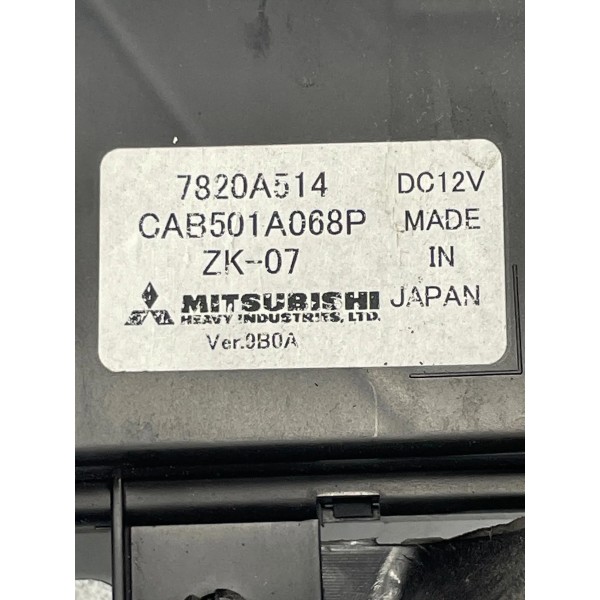 7820A514 DC12V
CAB501A068P MADE
ZK-07 IN
MITSUBISHI JAPAN
HEAVY INDUSTRIES, LTD.
Ver.0B0A